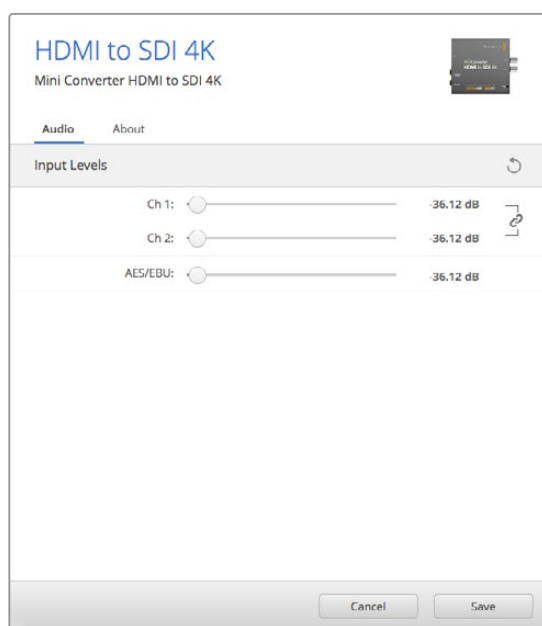 HDMI to SDI 4K
Mini Converter HDMI to SDI 4K
Audio About
Input Levels
Ch 1: -36.12 dB
Ch 2: -36.12 dB
AES/EBU: -36.12 dB
Cancel Save